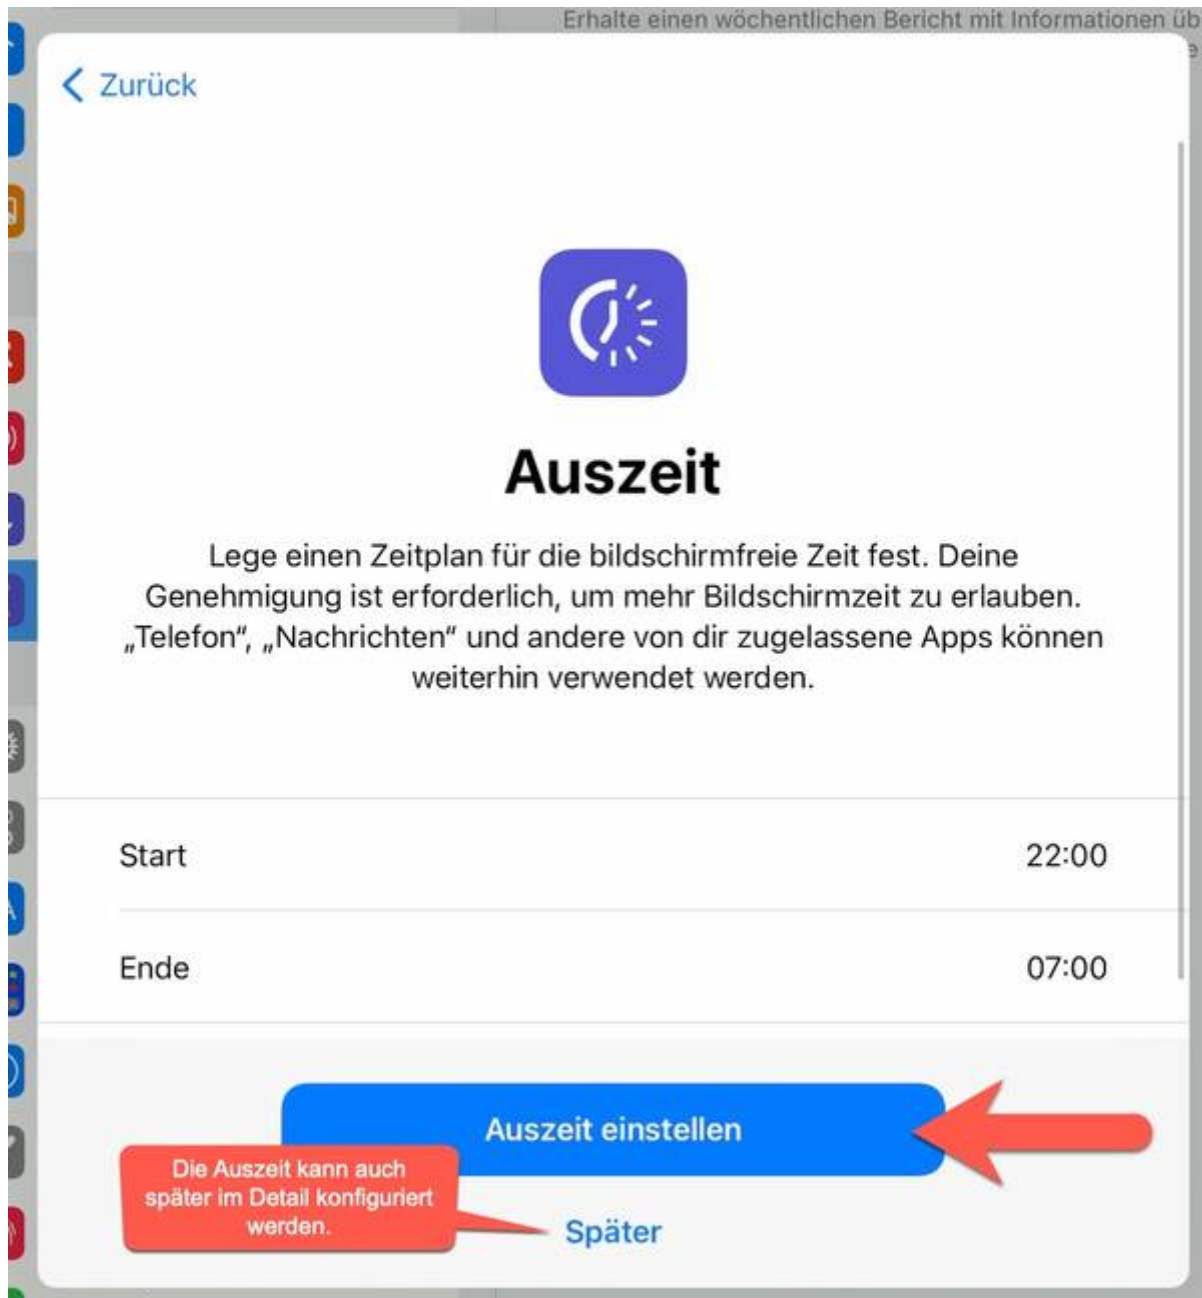 Erhalte einen wöchentlichen Bericht mit Informationen üb
Zurück
Auszeit
Lege einen Zeitplan für die bildschirmfreie Zeit fest. Deine
Genehmigung ist erforderlich, um mehr Bildschirmzeit zu erlauben.
„Telefon“, „Nachrichten“ und andere von dir zugelassene Apps können
weiterhin verwendet werden.
Start 22:00
Ende 07:00
Auszeit einstellen
Die Auszeit kann auch
später im Detail konfiguriert
werden.
Später